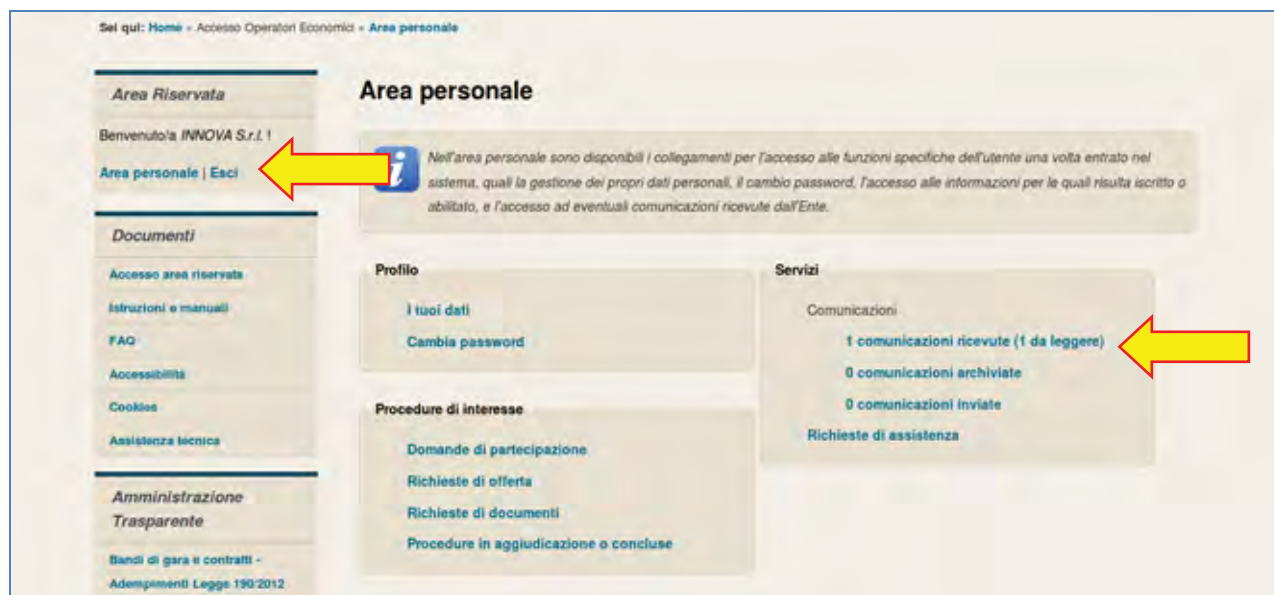 Sei qui: Home » Accesso Operatori Economici » Area personale
Area Riservata
Benvenuto/a INNOVA S.r.l. !
Area personale | Esci
Documenti
Accesso area riservata
Istruzioni e manuali
FAQ
Accessibilità
Cookies
Assistenza tecnica
Amministrazione
Trasparente
Bandi di gara e contratti -
Adempimenti Legge 190/2012
Area personale
Nell'area personale sono disponibili i collegamenti per l'accesso alle funzioni specifiche dell'utente una volta entrato nel
sistema, quali la gestione dei propri dati personali, il cambio password, l'accesso alle informazioni per le quali risulta iscritto o
abilitato, e l'accesso ad eventuali comunicazioni ricevute dall'Ente.
Profilo
I tuoi dati
Cambia password
Procedure di interesse
Domande di partecipazione
Richieste di offerta
Richieste di documenti
Procedure in aggiudicazione o concluse
Servizi
Comunicazioni
1 comunicazioni ricevute (1 da leggere)
0 comunicazioni archiviate
0 comunicazioni inviate
Richieste di assistenza